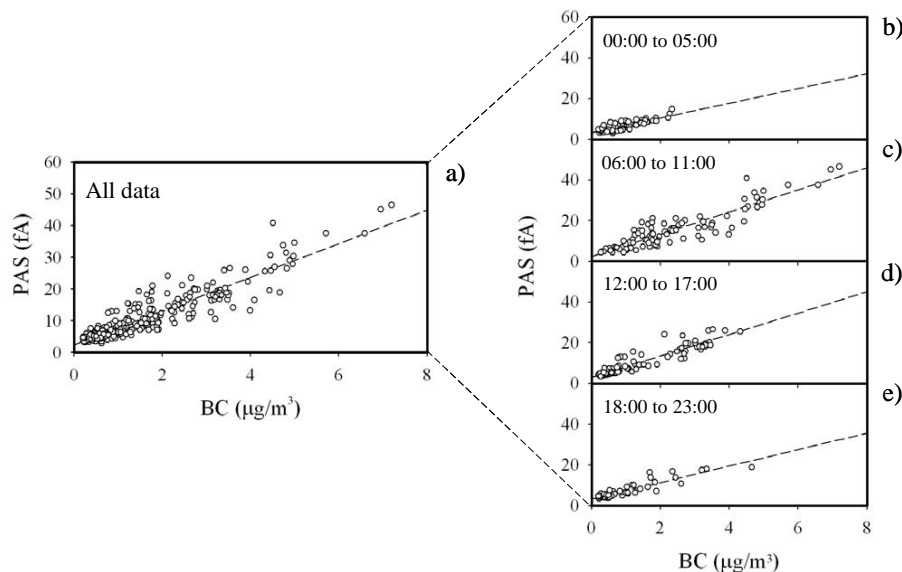 a)
All data
60
50
40
30
20
10
0
PAS (fA)
0 2 4 6 8
BC (μg/m³)
b)
00:00 to 05:00
60
40
20
0
c)
06:00 to 11:00
40
20
0
d)
12:00 to 17:00
40
20
0
e)
18:00 to 23:00
40
20
0
PAS (fA)
0 2 4 6 8
BC (μg/m³)